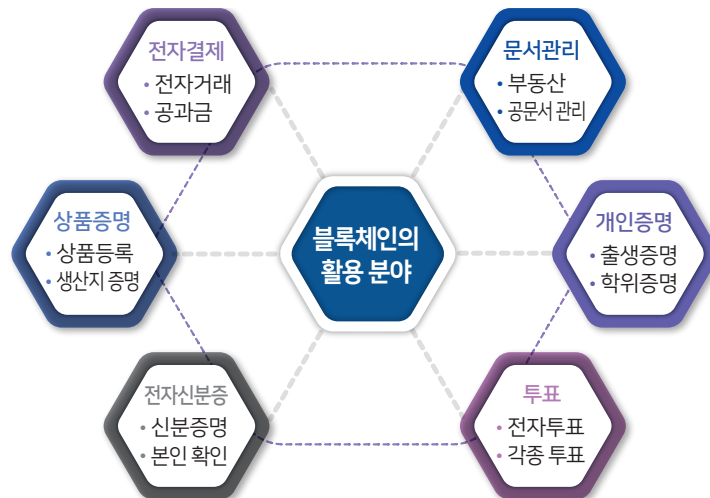 전자결제
• 전자거래
• 공과금
문서관리
• 부동산
• 공문서 관리
상품증명
• 상품등록
• 생산지 증명
블록체인의
활용 분야
개인증명
• 출생증명
• 학위증명
전자신분증
• 신분증명
• 본인 확인
투표
• 전자투표
• 각종 투표